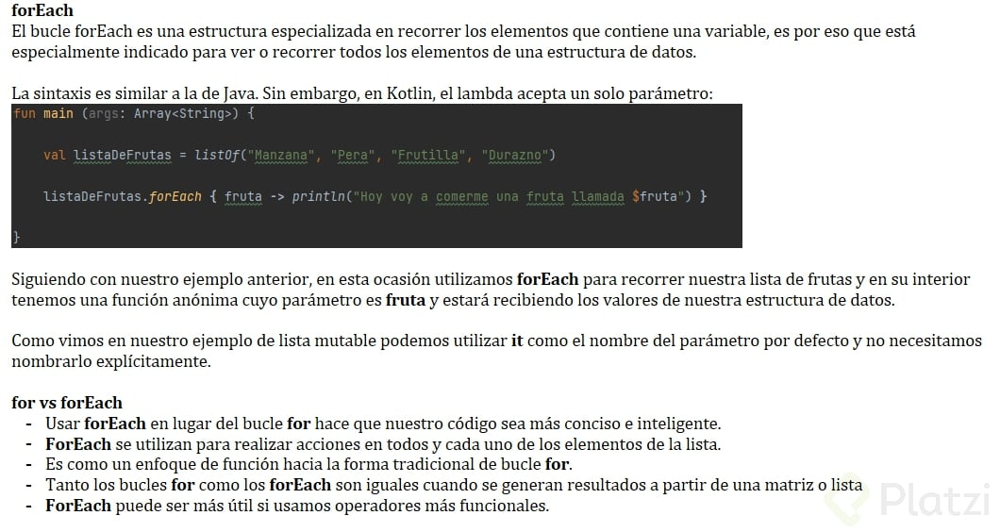 forEach
El bucle forEach es una estructura especializada en recorrer los elementos que contiene una variable, es por eso que está
especialmente indicado para ver o recorrer todos los elementos de una estructura de datos.
La sintaxis es similar a la de Java. Sin embargo, en Kotlin, el lambda acepta un solo parámetro:
fun main (args: Array<String>) {
val listaDeFrutas = listOf("Manzana", "Pera", "Frutilla", "Durazno")
listaDeFrutas.forEach { fruta -> println("Hoy voy a comerme una fruta llamada $fruta") }
}
Siguiendo con nuestro ejemplo anterior, en esta ocasión utilizamos forEach para recorrer nuestra lista de frutas y en su interior
tenemos una función anónima cuyo parámetro es fruta y estará recibiendo los valores de nuestra estructura de datos.
Como vimos en nuestro ejemplo de lista mutable podemos utilizar it como el nombre del parámetro por defecto y no necesitamos
nombrarlo explícitamente.
for vs forEach
- Usar forEach en lugar del bucle for hace que nuestro código sea más conciso e inteligente.
- ForEach se utilizan para realizar acciones en todos y cada uno de los elementos de la lista.
- Es como un enfoque de función hacia la forma tradicional de bucle for.
- Tanto los bucles for como los forEach son iguales cuando se generan resultados a partir de una matriz o lista
- ForEach puede ser más útil si usamos operadores más funcionales.
Platzi